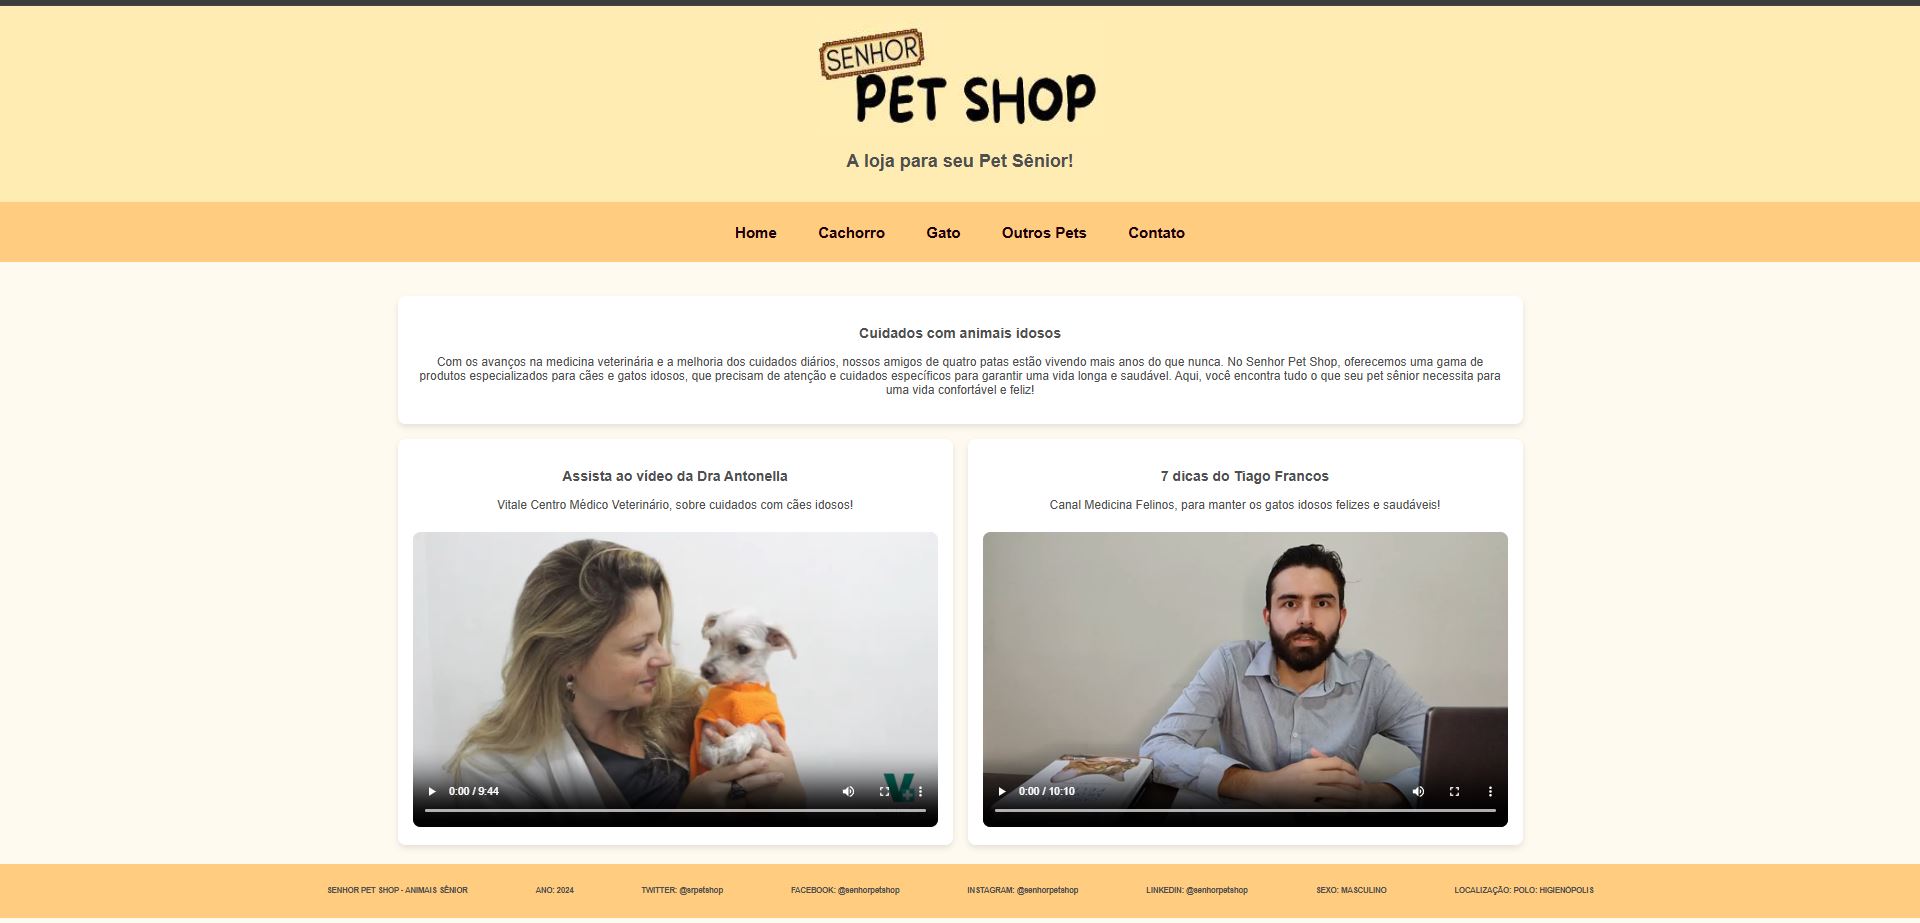 SENHOR
PET SHOP
A loja para seu Pet Sênior!
Home Cachorro Gato Outros Pets Contato
Cuidados com animais idosos
Com os avanços na medicina veterinária e a melhoria dos cuidados diários, nossos amigos de quatro patas estão vivendo mais anos do que nunca. No Senhor Pet Shop, oferecemos uma gama de
produtos especializados para cães e gatos idosos, que precisam de atenção e cuidados específicos para garantir uma vida longa e saudável. Aqui, você encontra tudo o que seu pet sênior necessita para
uma vida confortável e feliz!
Assista ao vídeo da Dra Antonella
Vitale Centro Médico Veterinário, sobre cuidados com cães idosos!
V
0:00 / 9:44
7 dicas do Tiago Francos
Canal Medicina Felinos, para manter os gatos idosos felizes e saudáveis!
0:00 / 10:10
SENHOR PET SHOP - ANIMAIS SÊNIOR ANO: 2024 TWITTER: @srpetshop FACEBOOK: @senhorpetshop INSTAGRAM: @senhorpetshop LINKEDIN: @senhorpetshop SEXO: MASCULINO LOCALIZAÇÃO: POLO: HIGIENÓPOLIS